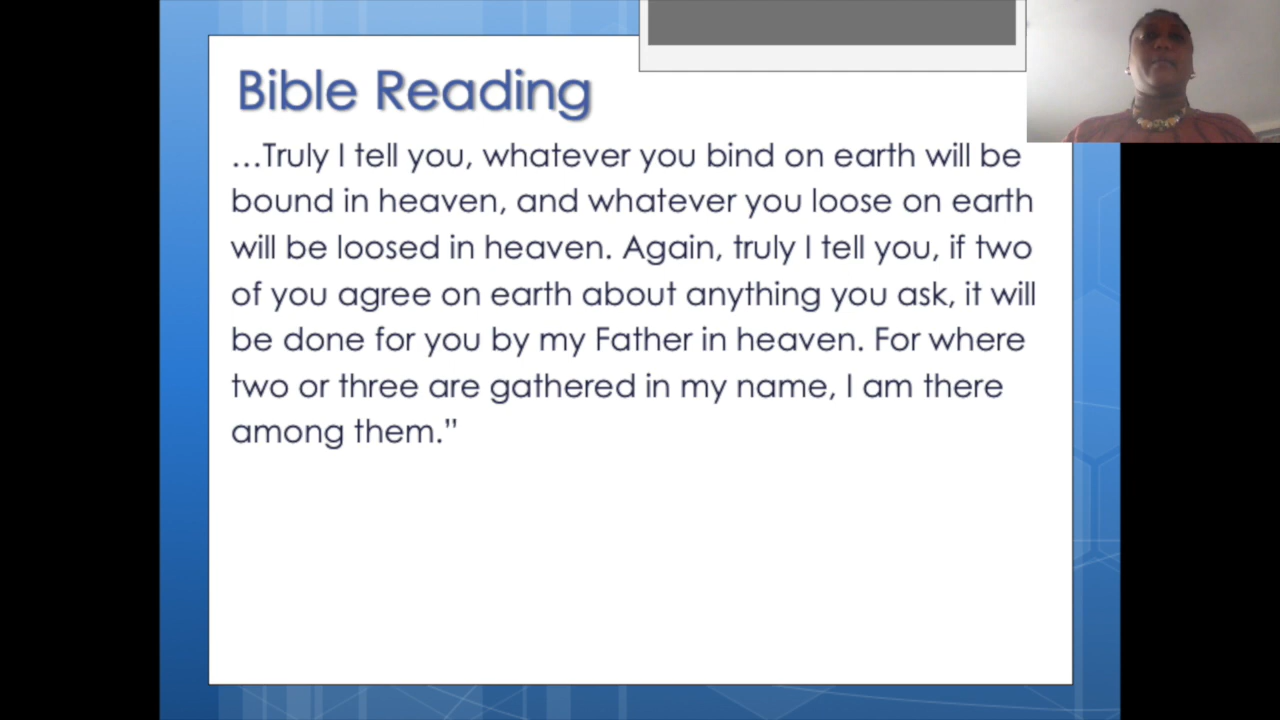 Bible Reading
…Truly I tell you, whatever you bind on earth will be
bound in heaven, and whatever you loose on earth
will be loosed in heaven. Again, truly I tell you, if two
of you agree on earth about anything you ask, it will
be done for you by my Father in heaven. For where
two or three are gathered in my name, I am there
among them.”